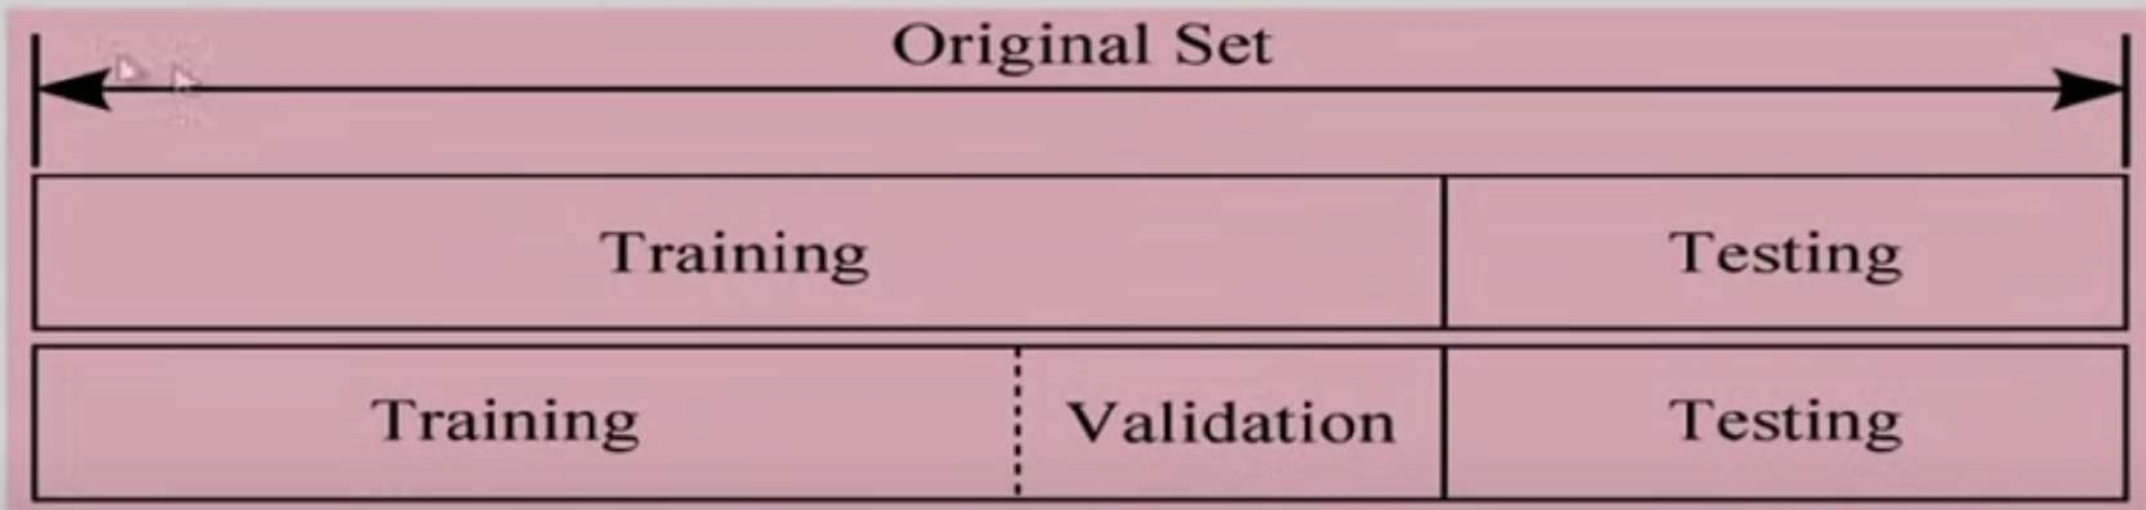 Original Set
Training Testing
Training Validation Testing